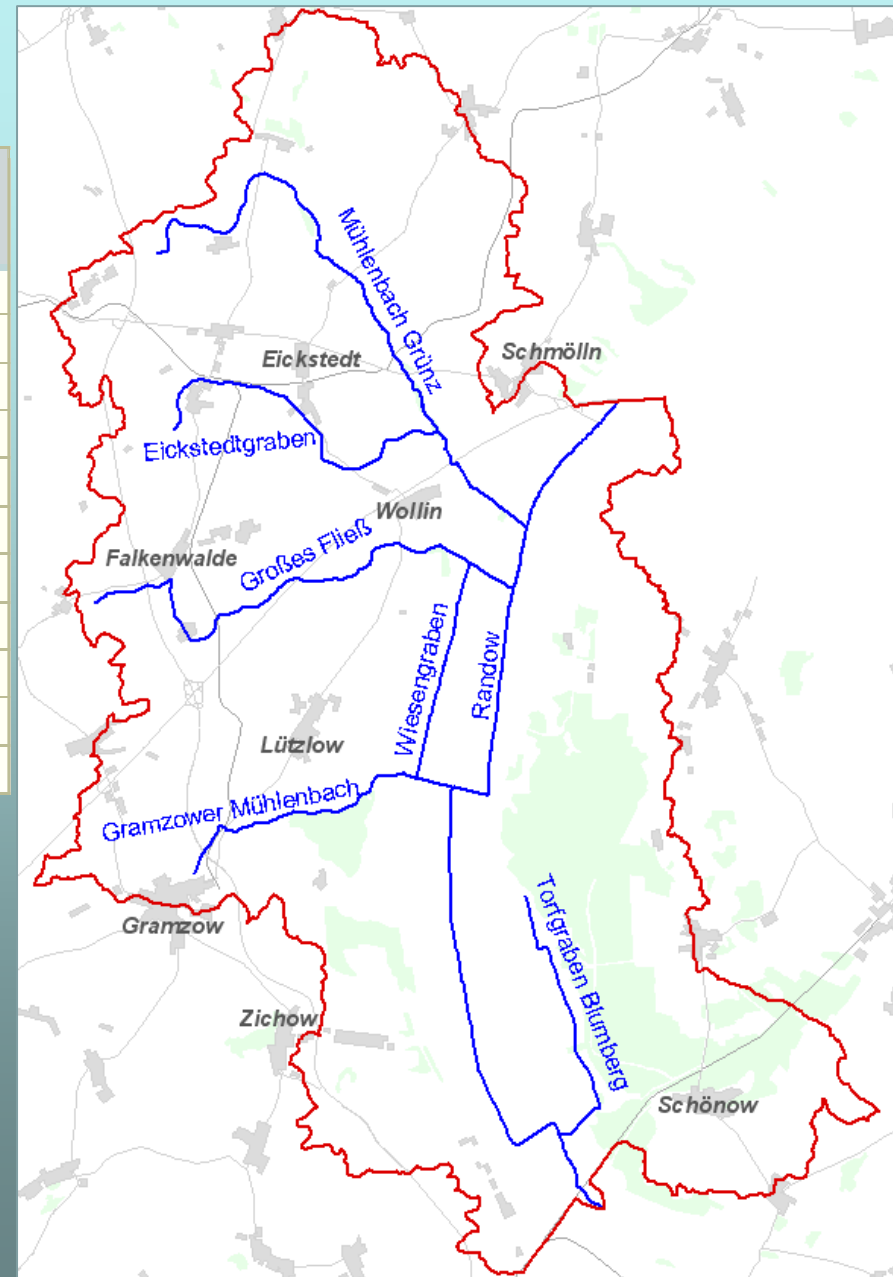 Mühlenbach Grünz
Eickstedt
Schmölln
Eickstedtgraben
Wollin
Großes Fließ
Falkenwalde
Wiesengraben
Randow
Lützlow
Gramzower Mühlenbach
Gramzow
Torfgraben Blumberg
Zichow
Schönow